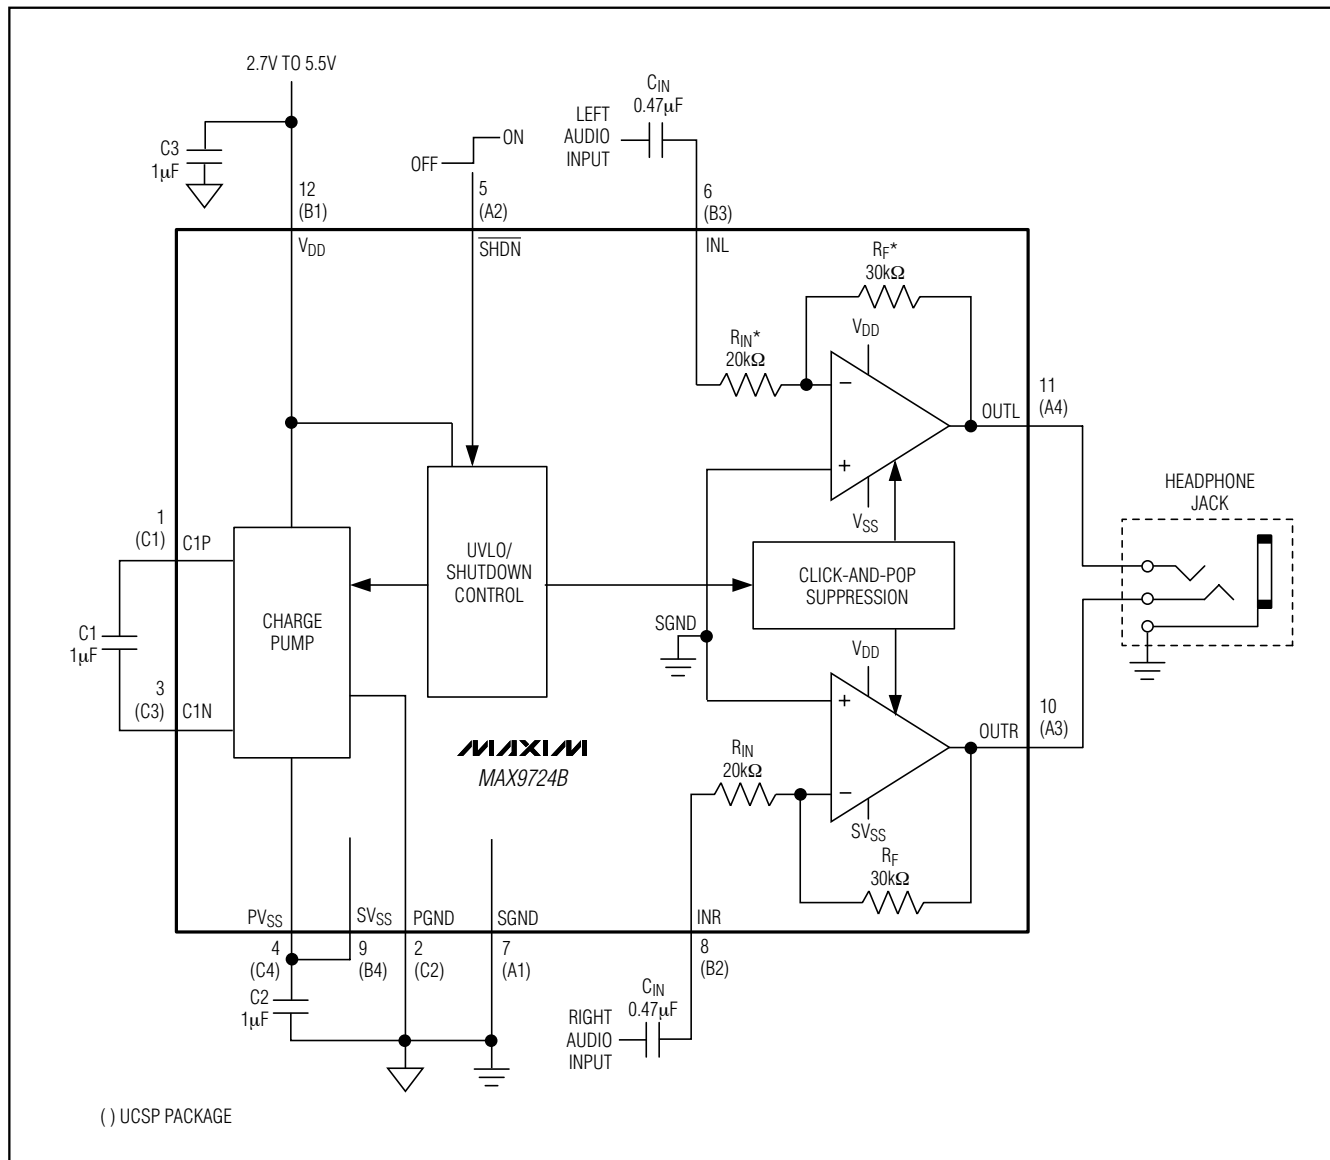 2.7V TO 5.5V
C3
1µF
12
(B1)
VDD
OFF
ON
5
(A2)
SHDN
LEFT
AUDIO
INPUT
CIN
0.47µF
6
(B3)
INL
RF*
30kΩ
RIN*
20kΩ
VDD
−
+
VSS
OUTL
11
(A4)
HEADPHONE
JACK
1
(C1)
C1P
C1
1µF
3
(C3)
C1N
CHARGE
PUMP
UVLO/
SHUTDOWN
CONTROL
CLICK-AND-POP
SUPPRESSION
SGND
VDD
+
−
SVSS
OUTR
10
(A3)
RIN
20kΩ
RF
30kΩ
MAXIM
MAX9724B
PVSS
SVSS
PGND
SGND
INR
4
(C4)
9
(B4)
2
(C2)
7
(A1)
8
(B2)
C2
1µF
RIGHT
AUDIO
INPUT
CIN
0.47µF
( ) UCSP PACKAGE